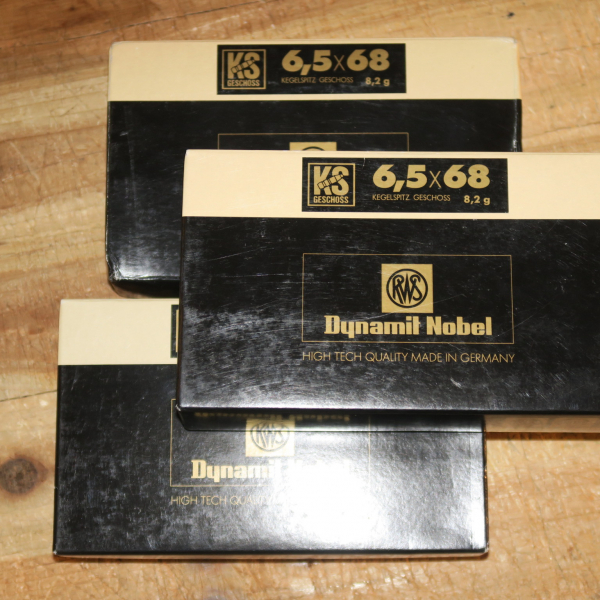 KS
GESCHOSS
6,5x68
KEGELSPITZ GESCHOSS 8,2 g
KS
GESCHOSS
6,5x68
KEGELSPITZ GESCHOSS 8,2 g
RWS
Dynamit Nobel
HIGH TECH QUALITY MADE IN GERMANY
RWS
Dynamit Nobel
HIGH TECH